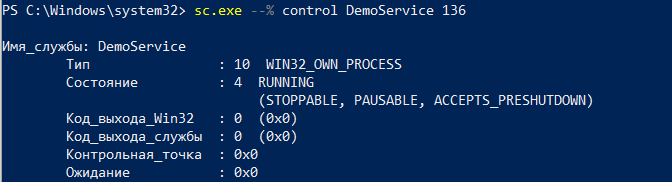 PS C:\Windows\system32> sc.exe --% control DemoService 136
Имя_службы: DemoService
Тип : 10 WIN32_OWN_PROCESS
Состояние : 4 RUNNING
(STOPPABLE, PAUSABLE, ACCEPTS_PRESHUTDOWN)
Код_выхода_Win32 : 0 (0x0)
Код_выхода_службы : 0 (0x0)
Контрольная_точка : 0x0
Ожидание : 0x0